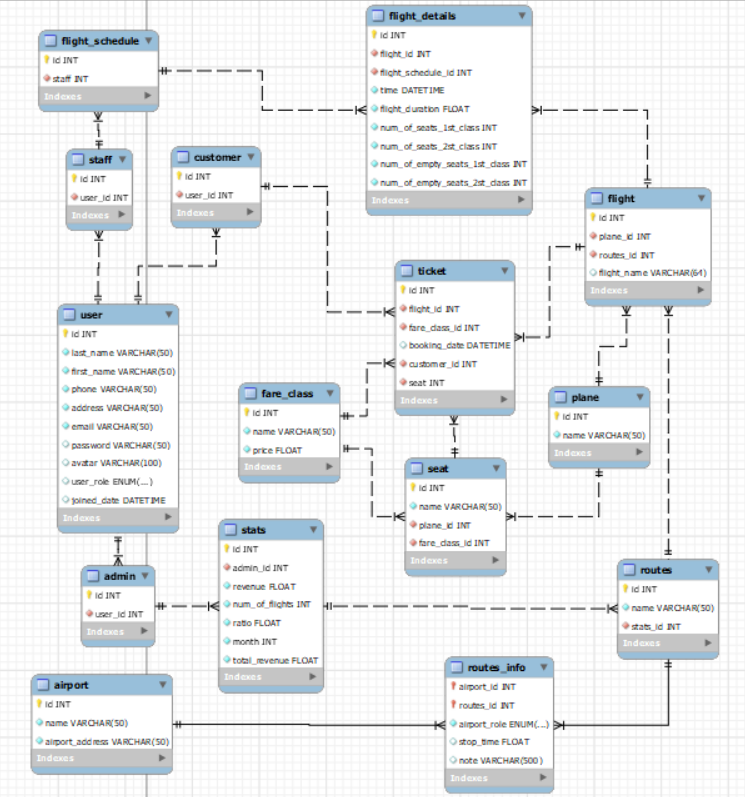 flight_schedule
id INT
staff INT
Indexes
flight_details
id INT
flight_id INT
flight_schedule_id INT
time DATETIME
flight_duration FLOAT
num_of_seats_1st_class INT
num_of_seats_2st_class INT
num_of_empty_seats_1st_class INT
num_of_empty_seats_2st_class INT
Indexes
staff
id INT
user_id INT
Indexes
customer
id INT
user_id INT
Indexes
flight
id INT
plane_id INT
routes_id INT
flight_name VARCHAR(64)
Indexes
ticket
id INT
flight_id INT
fare_class_id INT
booking_date DATETIME
customer_id INT
seat INT
Indexes
user
id INT
last_name VARCHAR(50)
first_name VARCHAR(50)
phone VARCHAR(50)
address VARCHAR(50)
email VARCHAR(50)
password VARCHAR(50)
avatar VARCHAR(100)
user_role ENUM(...)
joined_date DATETIME
Indexes
fare_class
id INT
name VARCHAR(50)
price FLOAT
Indexes
plane
id INT
name VARCHAR(50)
Indexes
seat
id INT
name VARCHAR(50)
plane_id INT
fare_class_id INT
Indexes
stats
id INT
admin_id INT
revenue FLOAT
num_of_flights INT
ratio FLOAT
month INT
total_revenue FLOAT
Indexes
admin
id INT
user_id INT
Indexes
routes
id INT
name VARCHAR(50)
stats_id INT
Indexes
airport
id INT
name VARCHAR(50)
airport_address VARCHAR(50)
Indexes
routes_info
airport_id INT
routes_id INT
airport_role ENUM(...)
stop_time FLOAT
note VARCHAR(500)
Indexes